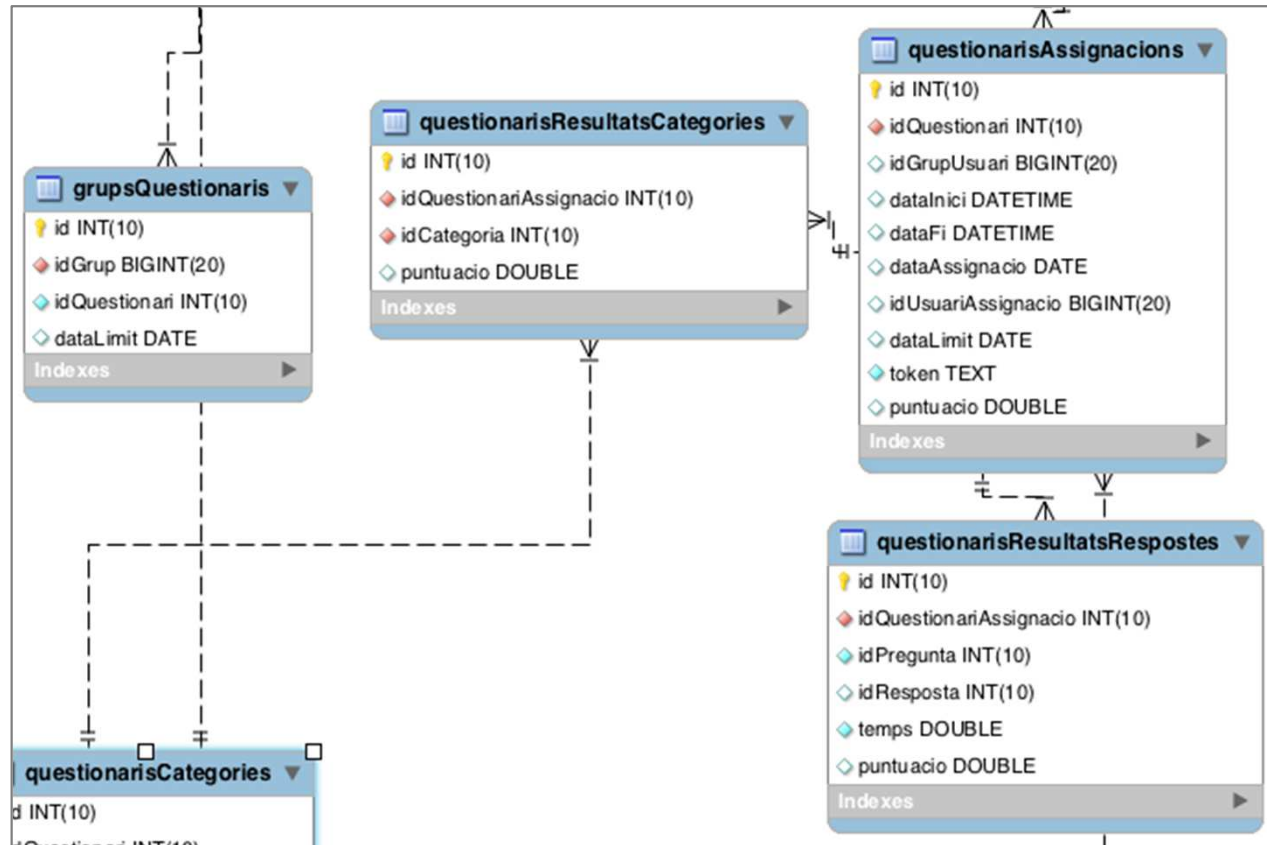 questionarisAssignacions
id INT(10)
idQuestionari INT(10)
idGrupUsuari BIGINT(20)
dataInici DATETIME
dataFi DATETIME
dataAssignacio DATE
idUsuariAssignacio BIGINT(20)
dataLimit DATE
token TEXT
puntuacio DOUBLE
Indexes
questionarisResultatsCategories
id INT(10)
idQuestionariAssignacio INT(10)
idCategoria INT(10)
puntuacio DOUBLE
Indexes
grupsQuestionaris
id INT(10)
idGrup BIGINT(20)
idQuestionari INT(10)
dataLimit DATE
Indexes
questionarisResultatsRespostes
id INT(10)
idQuestionariAssignacio INT(10)
idPregunta INT(10)
idResposta INT(10)
temps DOUBLE
puntuacio DOUBLE
Indexes
questionarisCategories
d INT(10)